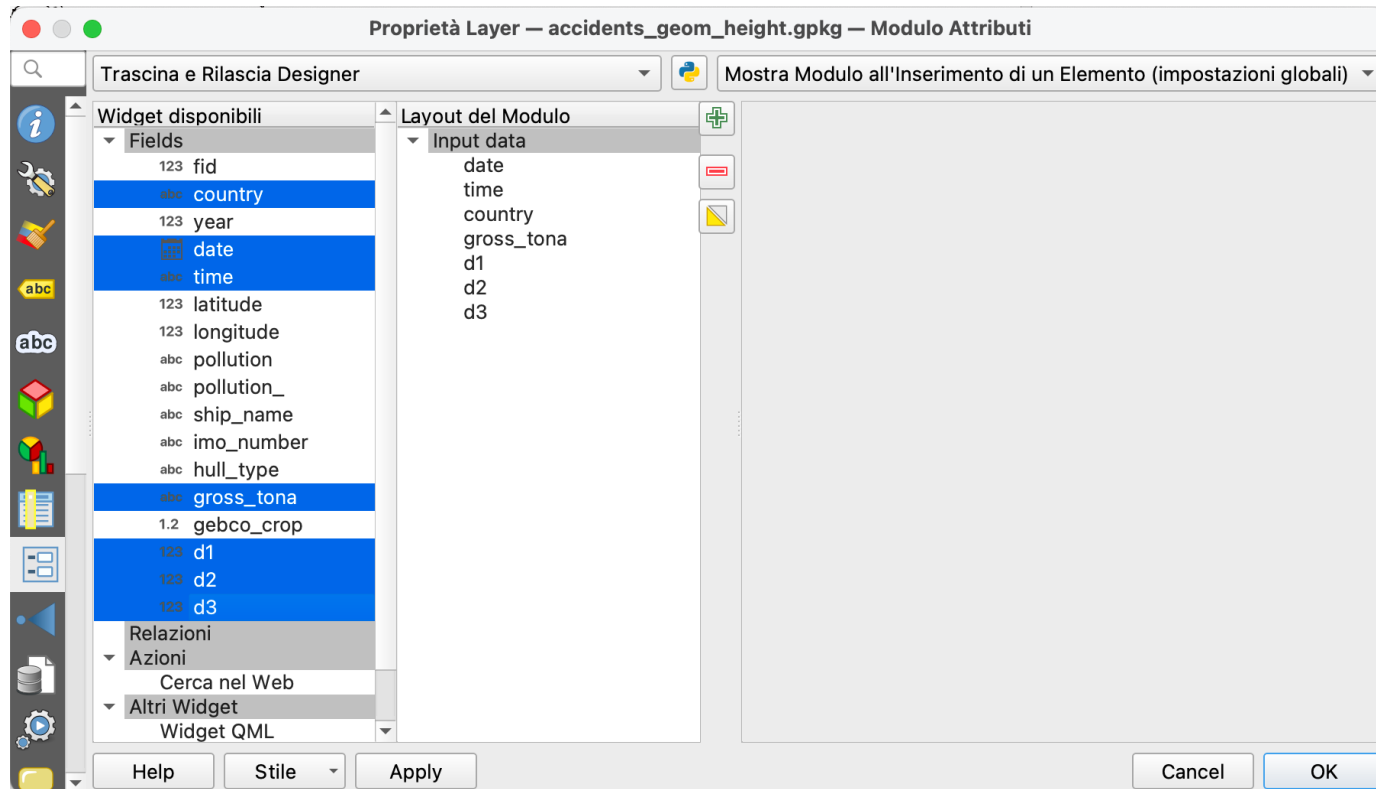 Proprietà Layer — accidents_geom_height.gpkg — Modulo Attributi
Trascina e Rilascia Designer
Mostra Modulo all'Inserimento di un Elemento (impostazioni globali)
Widget disponibili
Fields
123 fid
abc country
123 year
date
abc time
123 latitude
123 longitude
abc pollution
abc pollution_
abc ship_name
abc imo_number
abc hull_type
abc gross_tona
1.2 gebco_crop
123 d1
123 d2
123 d3
Relazioni
Azioni
Cerca nel Web
Altri Widget
Widget QML
Layout del Modulo
Input data
date
time
country
gross_tona
d1
d2
d3
abc
abc
Help
Stile
Apply
Cancel
OK